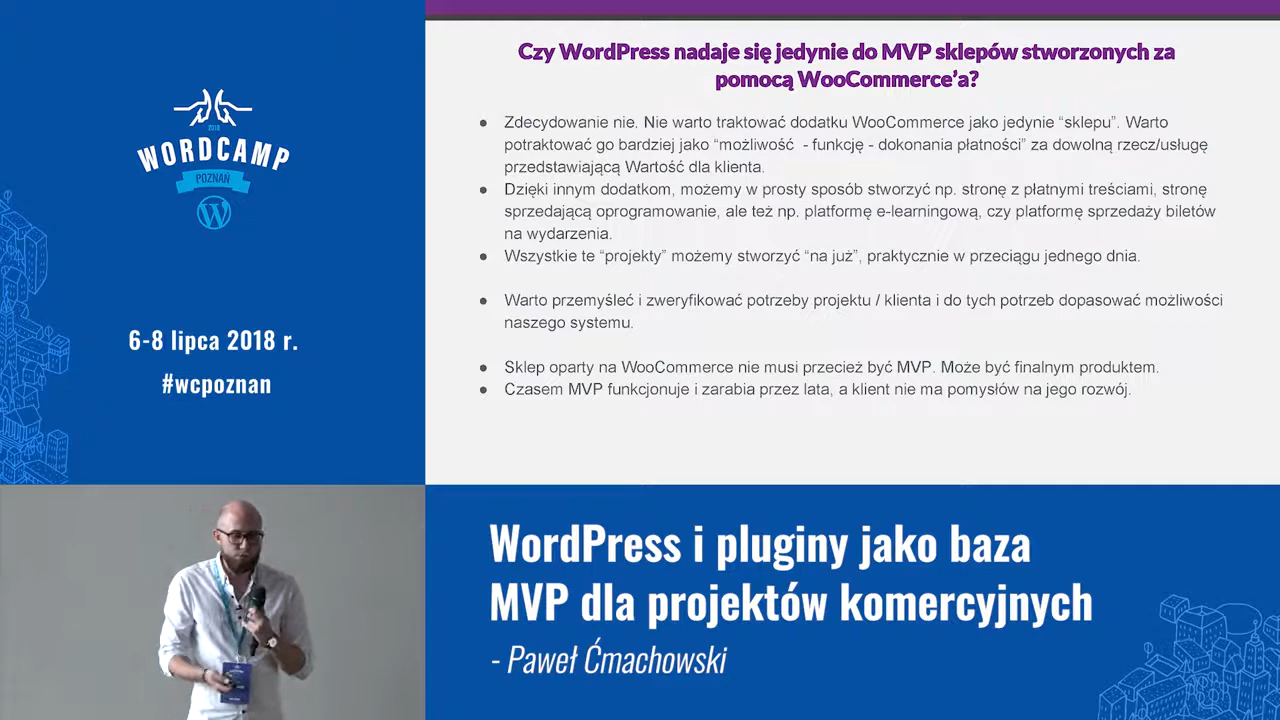 2018
WORDCAMP
POZNAŃ
6-8 lipca 2018 r.
#wcpoznan
Czy WordPress nadaje się jedynie do MVP sklepów stworzonych za
pomocą WooCommerce’a?
● Zdecydowanie nie. Nie warto traktować dodatku WooCommerce jako jedynie “sklepu”. Warto
potraktować go bardziej jako “możliwość - funkcję - dokonania płatności” za dowolną rzecz/usługę
przedstawiającą Wartość dla klienta.
● Dzięki innym dodatkom, możemy w prosty sposób stworzyć np. stronę z płatnymi treściami, stronę
sprzedającą oprogramowanie, ale też np. platformę e-learningową, czy platformę sprzedaży biletów
na wydarzenia.
● Wszystkie te “projekty” możemy stworzyć “na już”, praktycznie w przeciągu jednego dnia.
● Warto przemyśleć i zweryfikować potrzeby projektu / klienta i do tych potrzeb dopasować możliwości
naszego systemu.
● Sklep oparty na WooCommerce nie musi przecież być MVP. Może być finalnym produktem.
● Czasem MVP funkcjonuje i zarabia przez lata, a klient nie ma pomysłów na jego rozwój.
WordPress i pluginy jako baza
MVP dla projektów komercyjnych
- Paweł Ćmachowski